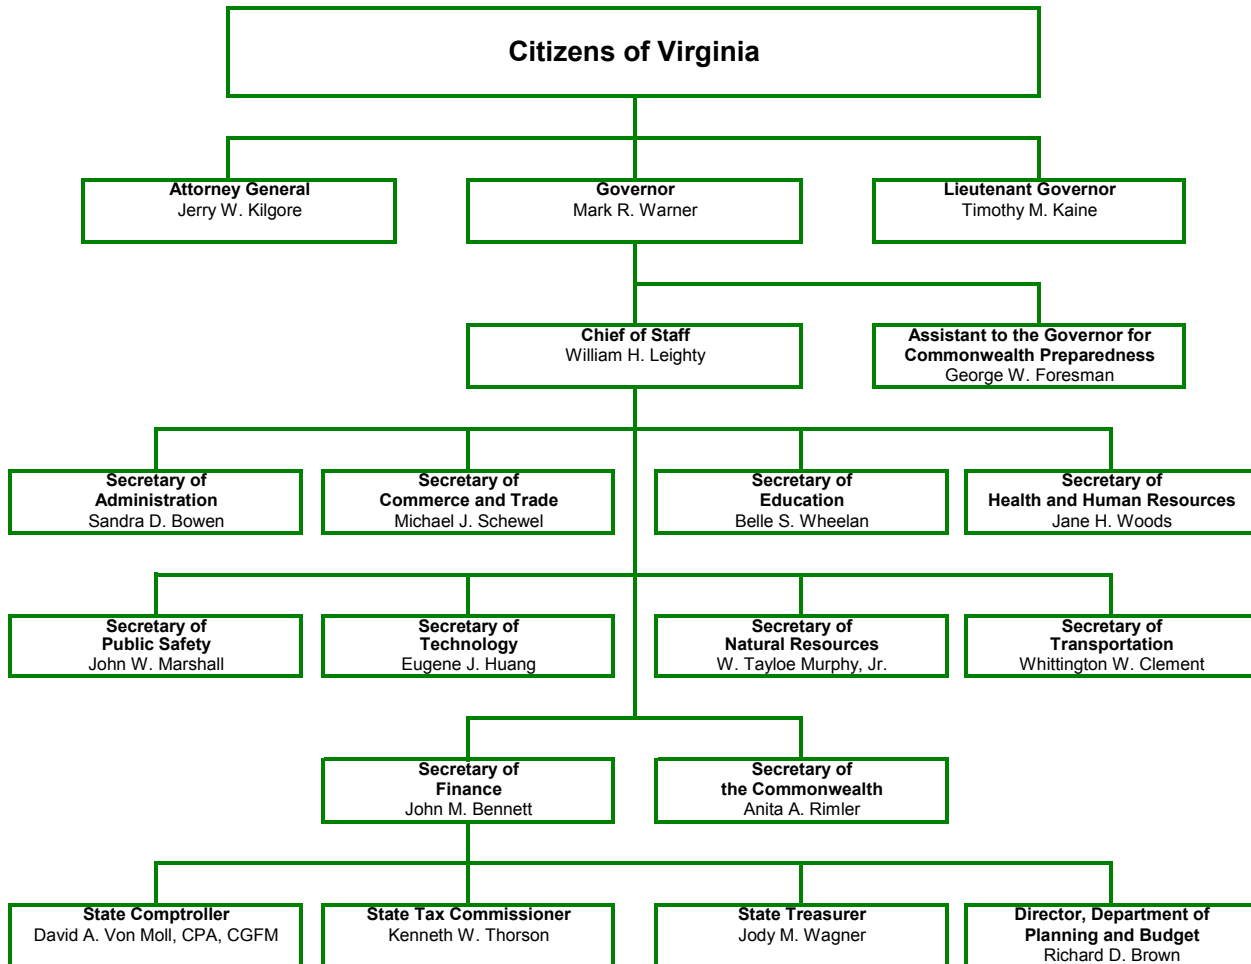 Citizens of Virginia
Attorney General
Jerry W. Kilgore
Governor
Mark R. Warner
Lieutenant Governor
Timothy M. Kaine
Chief of Staff
William H. Leighty
Assistant to the Governor for
Commonwealth Preparedness
George W. Foresman
Secretary of
Administration
Sandra D. Bowen
Secretary of
Commerce and Trade
Michael J. Schewel
Secretary of
Education
Belle S. Wheelan
Secretary of
Health and Human Resources
Jane H. Woods
Secretary of
Public Safety
John W. Marshall
Secretary of
Technology
Eugene J. Huang
Secretary of
Natural Resources
W. Tayloe Murphy, Jr.
Secretary of
Transportation
Whittington W. Clement
Secretary of
Finance
John M. Bennett
Secretary of
the Commonwealth
Anita A. Rimler
State Comptroller
David A. Von Moll, CPA, CGFM
State Tax Commissioner
Kenneth W. Thorson
State Treasurer
Jody M. Wagner
Director, Department of
Planning and Budget
Richard D. Brown